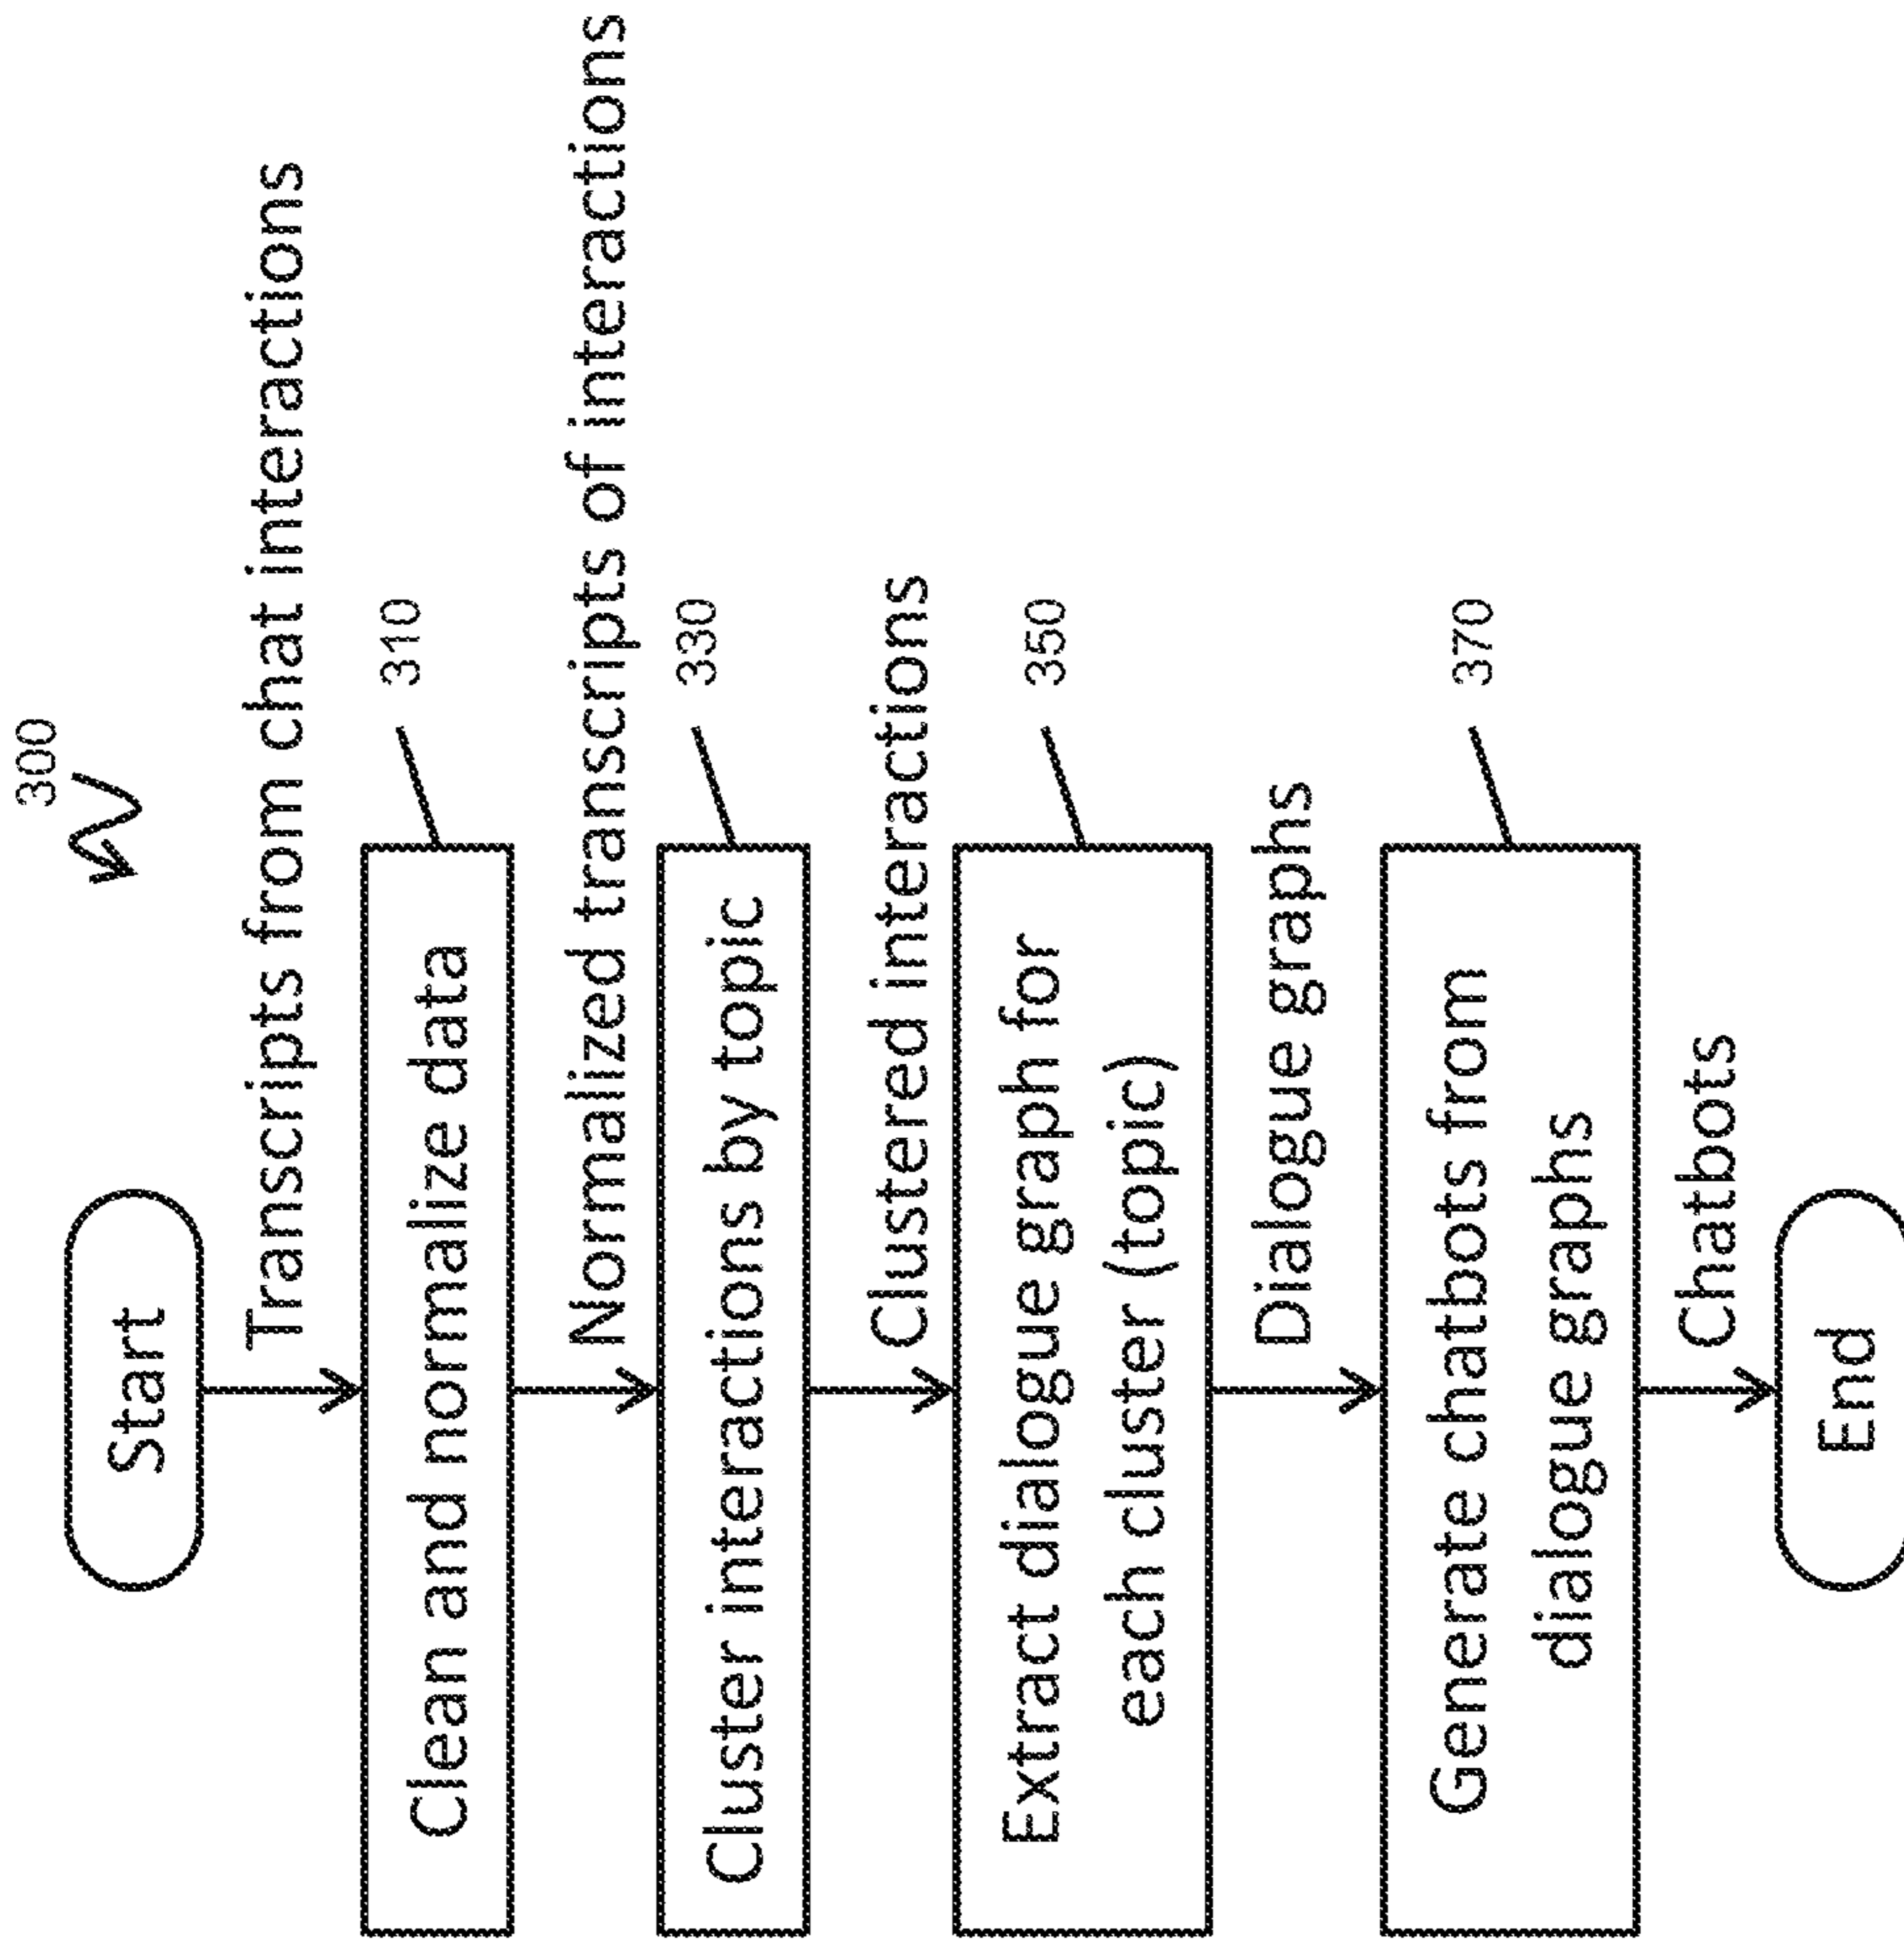 300
Start
Transcripts from chat interactions
Clean and normalize data
310
Normalized transcripts of interactions
Cluster interactions by topic
330
Clustered interactions
Extract dialogue graph for
each cluster (topic)
350
Dialogue graphs
Generate chatbots from
dialogue graphs
370
Chatbots
End